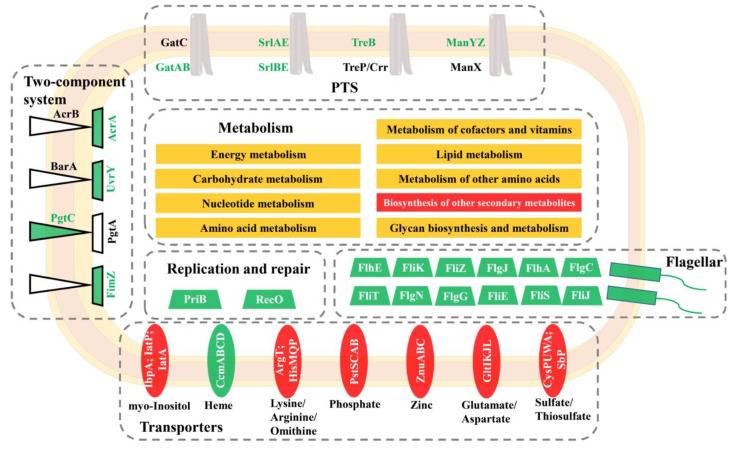 GatC
SrlAE
TreB
ManYZ
GatAB
SrlBE
TreP/Crr
ManX
PTS
Two-component
system
AcrB
AcrA
BarA
UvrY
PgtC
PgtA
FimZ
Metabolism
Metabolism of cofactors and vitamins
Energy metabolism
Lipid metabolism
Carbohydrate metabolism
Metabolism of other amino acids
Nucleotide metabolism
Biosynthesis of other secondary metabolites
Amino acid metabolism
Glycan biosynthesis and metabolism
Replication and repair
PriB
RecO
Flagellar
FlhE
FliK
FliZ
FlgJ
FlhA
FlgC
FliT
FlgN
FlgG
FliE
FliS
FliJ
IbpA; IatP;
IatA
CcmABCD
ArgT;
HisMQP
PstSCAB
ZnuABC
GltIKJL
CysPUWA;
SbP
myo-Inositol
Heme
Lysine/
Arginine/
Omithine
Phosphate
Zinc
Glutamate/
Aspartate
Sulfate/
Thiosulfate
Transporters